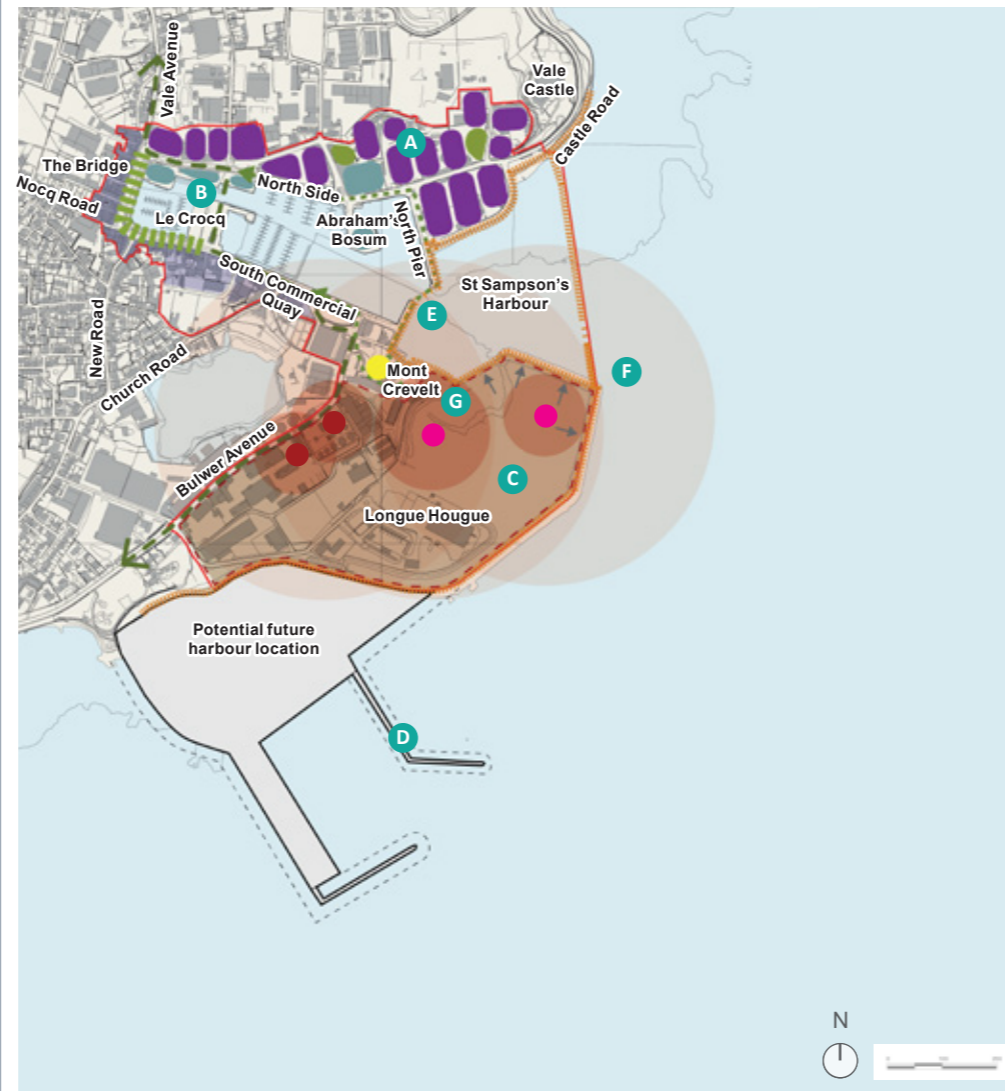 Vale Avenue
Vale
Castle
Castle Road
A
The Bridge
Nocq Road
B
North Side
Le Crocq
Abraham's
Bosum
North Pier
South Commercial
Quay
St Sampson's
Harbour
E
New Road
Church Road
Mont
Crevelt
F
G
Bulwer Avenue
C
Longue Hougue
Potential future
harbour location
D
N